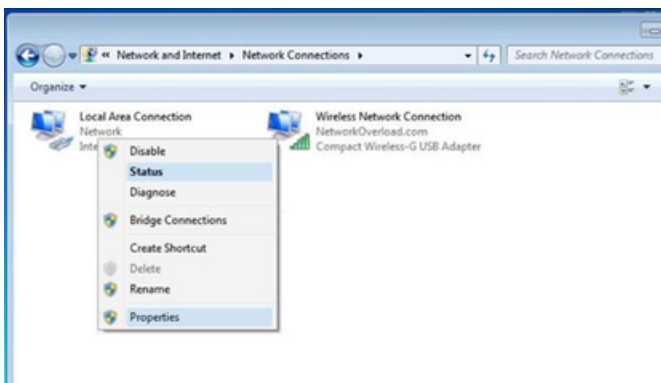 « Network and Internet ▸ Network Connections ▸
Search Network Connections
Organize ▾
Local Area Connection
Network
Inte
Wireless Network Connection
NetworkOverload.com
Compact Wireless-G USB Adapter
Disable
Status
Diagnose
Bridge Connections
Create Shortcut
Delete
Rename
Properties